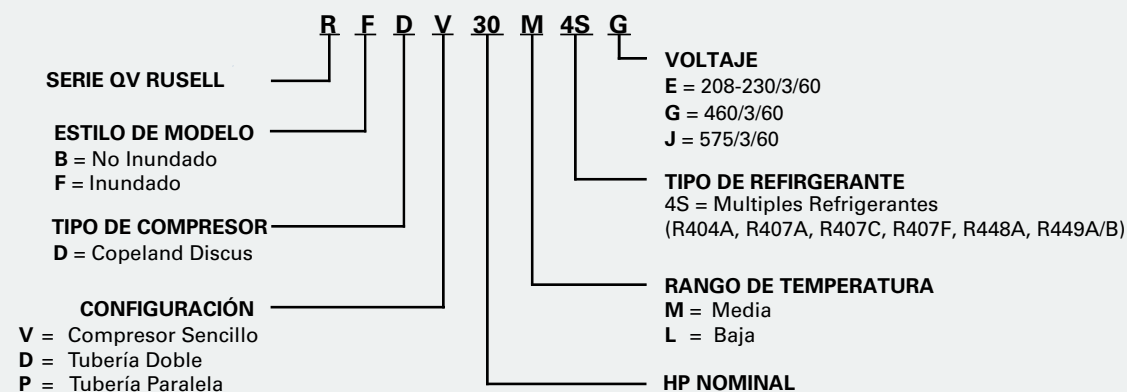 R F D V 30 M 4S G
SERIE QV RUSELL
ESTILO DE MODELO
B = No Inundado
F = Inundado
TIPO DE COMPRESOR
D = Copeland Discus
CONFIGURACIÓN
V = Compresor Sencillo
D = Tubería Doble
P = Tubería Paralela
VOLTAJE
E = 208-230/3/60
G = 460/3/60
J = 575/3/60
TIPO DE REFIRGERANTE
4S = Multiples Refrigerantes
(R404A, R407A, R407C, R407F, R448A, R449A/B)
RANGO DE TEMPERATURA
M = Media
L = Baja
HP NOMINAL